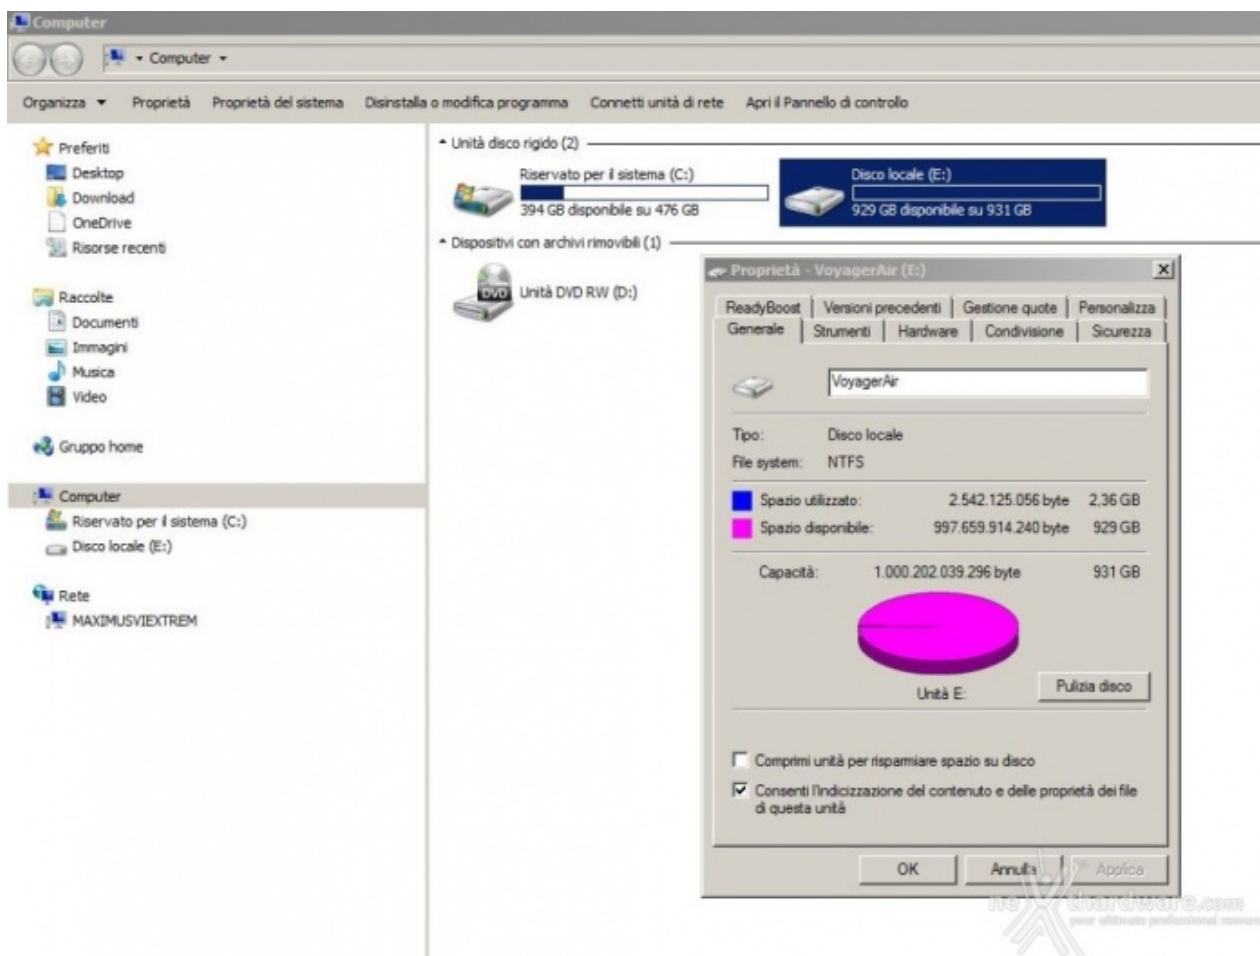 Computer
Computer
Organizza Proprietà Proprietà del sistema Disinstalla o modifica programma Connetti unità di rete Apri il Pannello di controllo
Preferiti
Desktop
Download
OneDrive
Risorse recenti
Raccolte
Documenti
Immagini
Musica
Video
Gruppo home
Computer
Riservato per il sistema (C:)
Disco locale (E:)
Rete
MAXIMUSVIEXTREM
Unità disco rigido (2)
Riservato per il sistema (C:)
394 GB disponibile su 476 GB
Disco locale (E:)
929 GB disponibile su 931 GB
Dispositivi con archivi rimovibili (1)
DVD
Unità DVD RW (D:)
Proprietà - VoyagerAir (E:)
ReadyBoost Versioni precedenti Gestione quote Personalizza
Generale Strumenti Hardware Condivisione Sicurezza
VoyagerAir
Tipo: Disco locale
File system: NTFS
Spazio utilizzato: 2.542.125.056 byte 2,36 GB
Spazio disponibile: 997.659.914.240 byte 929 GB
Capacità: 1.000.202.039.296 byte 931 GB
Unità E:
Pulizia disco
Comprimi unità per risparmiare spazio su disco
Consenti l'indicizzazione del contenuto e delle proprietà dei file
di questa unità
OK Annulla Applica
nexthardware.com
your ultimate professional resource